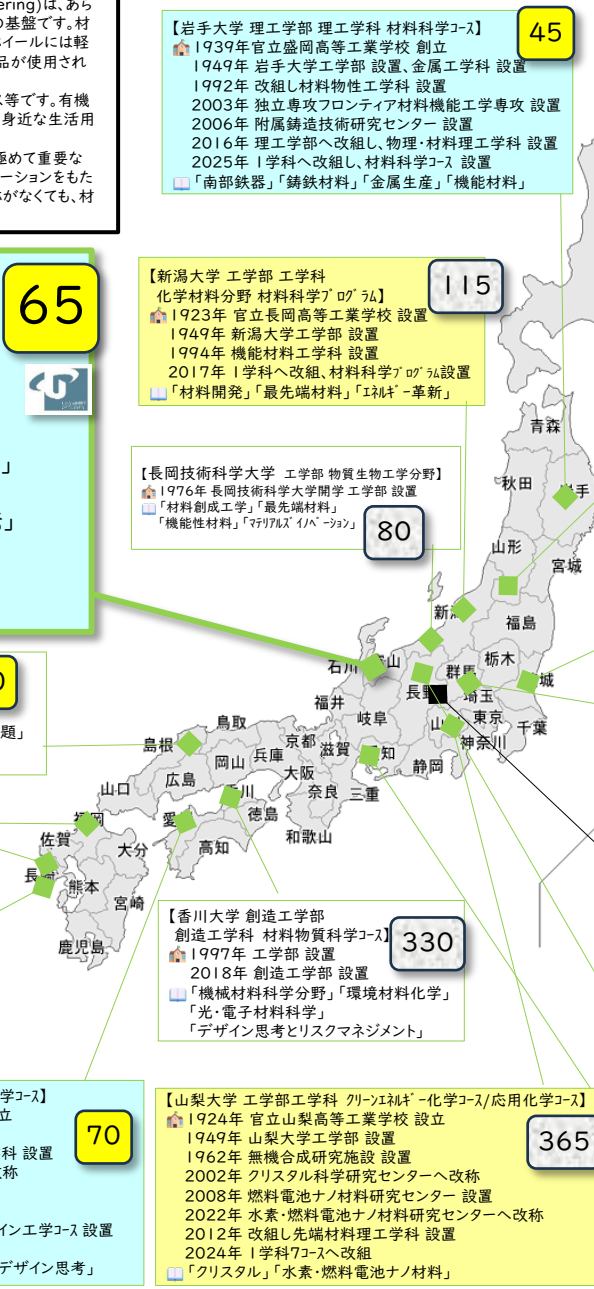 ering)は、あら
の基盤です。材
ホイールには軽
品が使用され
ス等です。有機
身近な生活用
極めて重要な
ーションをもた
がなくても、材
【岩手大学 理工学部 理工学科 材料科学コース】
45
1939年官立盛岡高等工業学校 創立
1949年 岩手大学工学部 設置、金属工学科 設置
1992年 改組し材料物性工学科 設置
2003年 独立専攻フロンティア材料機能工学専攻 設置
2006年 附属鋳造技術研究センター 設置
2016年 理工学部へ改組し、物理・材料理工学科 設置
2025年 1学科へ改組し、材料科学コース 設置
「南部鉄器」「鋳鉄材料」「金属生産」「機能材料」
65
」
」
【新潟大学 工学部 工学科
化学材料分野 材料科学プログラム】
115
1923年 官立長岡高等工業学校 設置
1949年 新潟大学工学部 設置
1994年 機能材料工学科 設置
2017年 1学科へ改組、材料科学プログラム設置
「材料開発」「最先端材料」「エネルギー革新」
【長岡技術科学大学 工学部 物質生物工学分野】
1976年 長岡技術科学大学開学 工学部 設置
「材料創成工学」「最先端材料」
「機能性材料」「マテリアルズイノベーション」
80
青森
秋田
手
山形
宮城
新
福島
石川
山
群馬
栃木
城
長野
埼玉
福井
岐阜
山
東京
千葉
神奈川
鳥取
島根
京都
滋賀
知
静岡
岡山
兵庫
大阪
広島
奈良
三重
山口
川
徳島
和歌山
愛
高知
佐賀
大分
長
熊本
宮崎
鹿児島
0
題」
【香川大学 創造工学部
創造工学科 材料物質科学コース】
330
1997年 工学部 設置
2018年 創造工学部 設置
「機械材料科学分野」「環境材料化学」
「光・電子材料科学」
「デザイン思考とリスクマネジメント」
学コース】
立
70
科 設置
称
イン工学コース 設置
デザイン思考」
【山梨大学 工学部工学科 クリーンエネルギー化学コース/応用化学コース】
1924年 官立山梨高等工業学校 設立
365
1949年 山梨大学工学部 設置
1962年 無機合成研究施設 設置
2002年 クリスタル科学研究センターへ改称
2008年 燃料電池ナノ材料研究センター 設置
2022年 水素・燃料電池ナノ材料研究センターへ改称
2012年 改組し先端材料理工学科 設置
2024年 1学科7コースへ改組
「クリスタル」「水素・燃料電池ナノ材料」